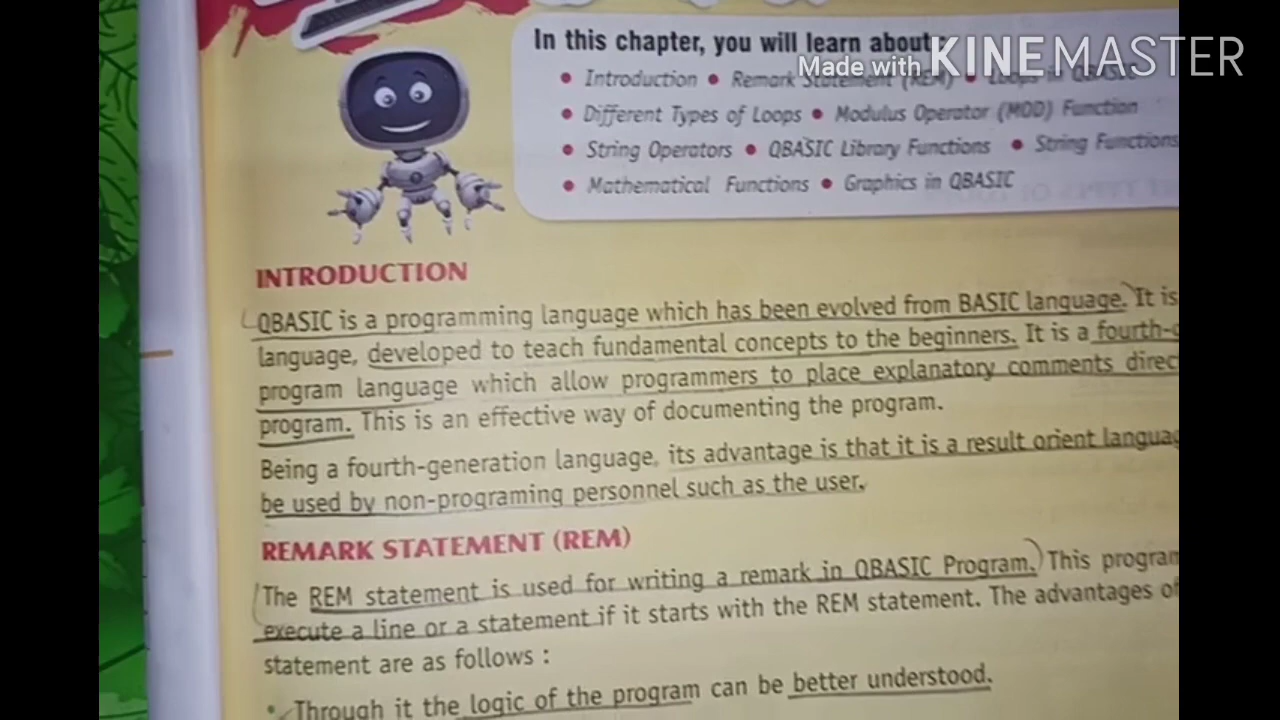 In this chapter, you will learn about:
Made with KINEMASTER
• Introduction • Remark Statement (REM) • Loops in QBASIC
• Different Types of Loops • Modulus Operator (MOD) Function
• String Operators • QBASIC Library Functions • String Functions
• Mathematical Functions • Graphics in QBASIC
INTRODUCTION
QBASIC is a programming language which has been evolved from BASIC language. It is
language, developed to teach fundamental concepts to the beginners. It is a fourth-
program language which allow programmers to place explanatory comments direc
program. This is an effective way of documenting the program.
Being a fourth-generation language, its advantage is that it is a result orient langua
be used by non-programing personnel such as the user.
REMARK STATEMENT (REM)
The REM statement is used for writing a remark in QBASIC Program. This program
execute a line or a statement if it starts with the REM statement. The advantages of
statement are as follows :
• Through it the logic of the program can be better understood.